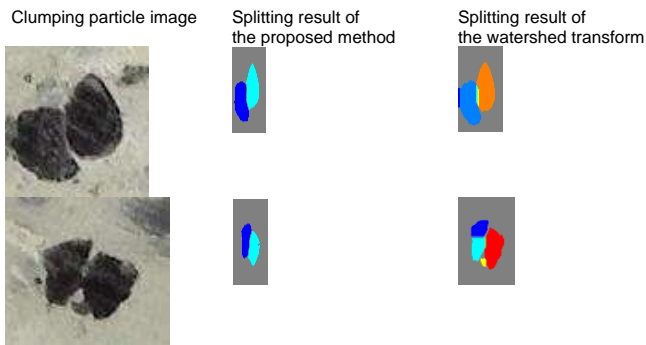 Clumping particle image
Splitting result of
the proposed method
Splitting result of
the watershed transform